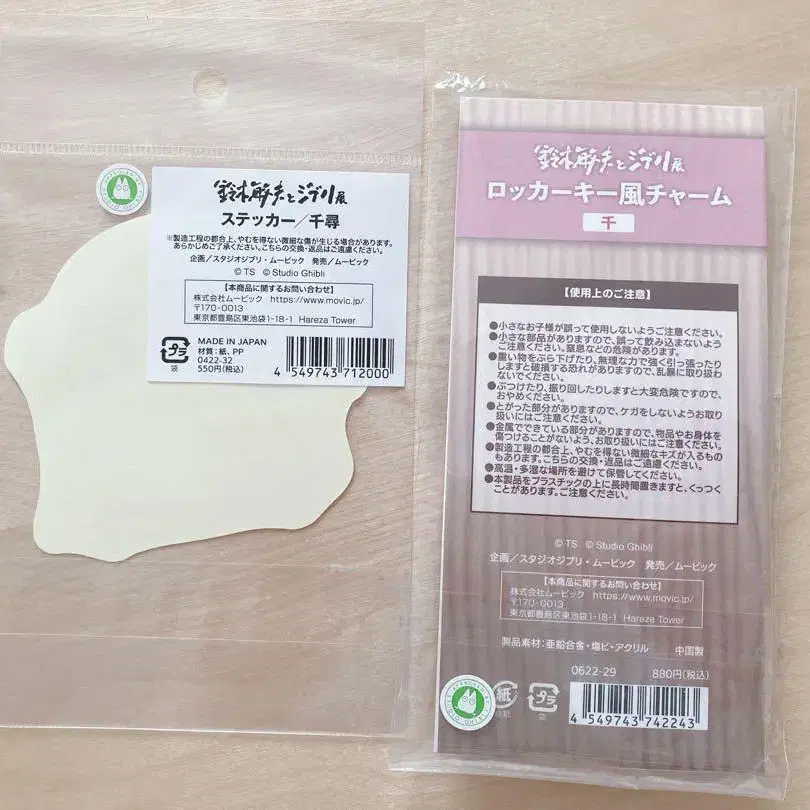 鈴木敏夫とジブリ展
ステッカー/千尋
※製造工程の都合上、やむを得ない微細な傷が生じる場合があります。
あらかじめご了承ください。こちらの交換・返品はご遠慮ください。
企画/スタジオジブリ・ムービック 発売/ムービック
© TS © Studio Ghibli
【本商品に関するお問い合わせ】
株式会社ムービック https://www.movic.jp/
〒170-0013
東京都豊島区東池袋1-18-1 Hareza Tower
プラ
袋
MADE IN JAPAN
材質:紙、PP
0422-32
550円(税込)
4 549743 712000
鈴木敏夫とジブリ展
ロッカーキー風チャーム
千
【使用上のご注意】
●小さなお子様が誤って使用しないようご注意ください。
●小さな部品がありますので、誤って飲み込まないよう
ご注意ください。窒息などの危険があります。
●重い物をぶら下げたり、無理な力で強く引っ張ったり
しますと破損する恐れがありますので、乱暴に取り扱わ
ないでください。
●ぶつけたり、振り回したりしますと大変危険ですので、
おやめください。
●とがった部分がありますので、ケガをしないようお取り
扱いにはご注意ください。
●金属でできている部分がありますので、物品やお身体を
傷つけることがないよう、お取り扱いにはご注意ください。
●製造工程の都合上、やむを得ない微細なキズが入るもの
もあります。こちらの交換・返品はご遠慮ください。
●高温・多湿な場所を避けて保管してください。
●本製品をプラスチックの上に長時間置きますと、くっつく
ことがあります。ご注意ください。
© TS © Studio Ghibli
企画/スタジオジブリ・ムービック 発売/ムービック
【本商品に関するお問い合わせ】
株式会社ムービック https://www.movic.jp/
〒170-0013
東京都豊島区東池袋1-18-1 Hareza Tower
製品素材:亜鉛合金・塩ビ・アクリル 中国製
0622-29 880円(税込)
紙
プラ
袋
4 549743 742243